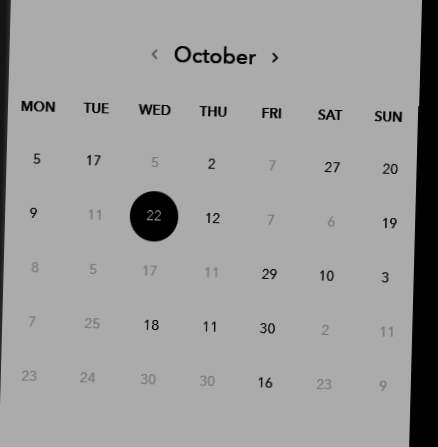 ‹ October ›
MON TUE WED THU FRI SAT SUN
5 17 5 2 7 27 20
9 11 22 12 7 6 19
8 5 17 11 29 10 3
7 25 18 11 30 2 11
23 24 30 30 16 23 9